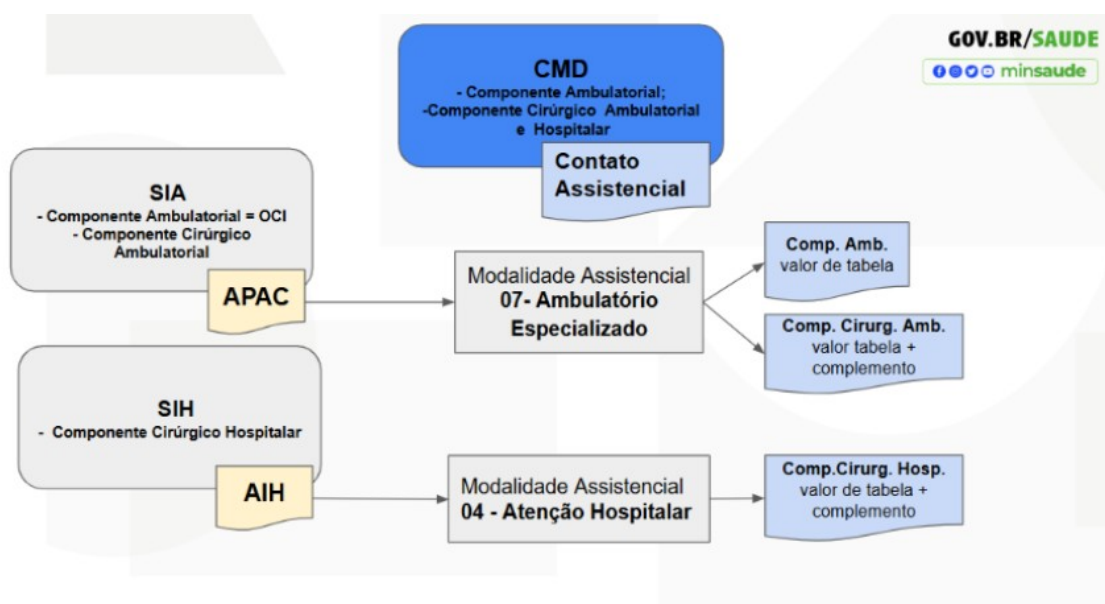 GOV.BR/SAUDE
minsaude
CMD
- Componente Ambulatorial;
-Componente Cirúrgico Ambulatorial
e Hospitalar
Contato
Assistencial
SIA
- Componente Ambulatorial = OCI
- Componente Cirúrgico
Ambulatorial
APAC
Modalidade Assistencial
07- Ambulatório
Especializado
Comp. Amb.
valor de tabela
Comp. Cirurg. Amb.
valor tabela +
complemento
SIH
- Componente Cirúrgico Hospitalar
AIH
Modalidade Assistencial
04 - Atenção Hospitalar
Comp.Cirurg. Hosp.
valor de tabela +
complemento